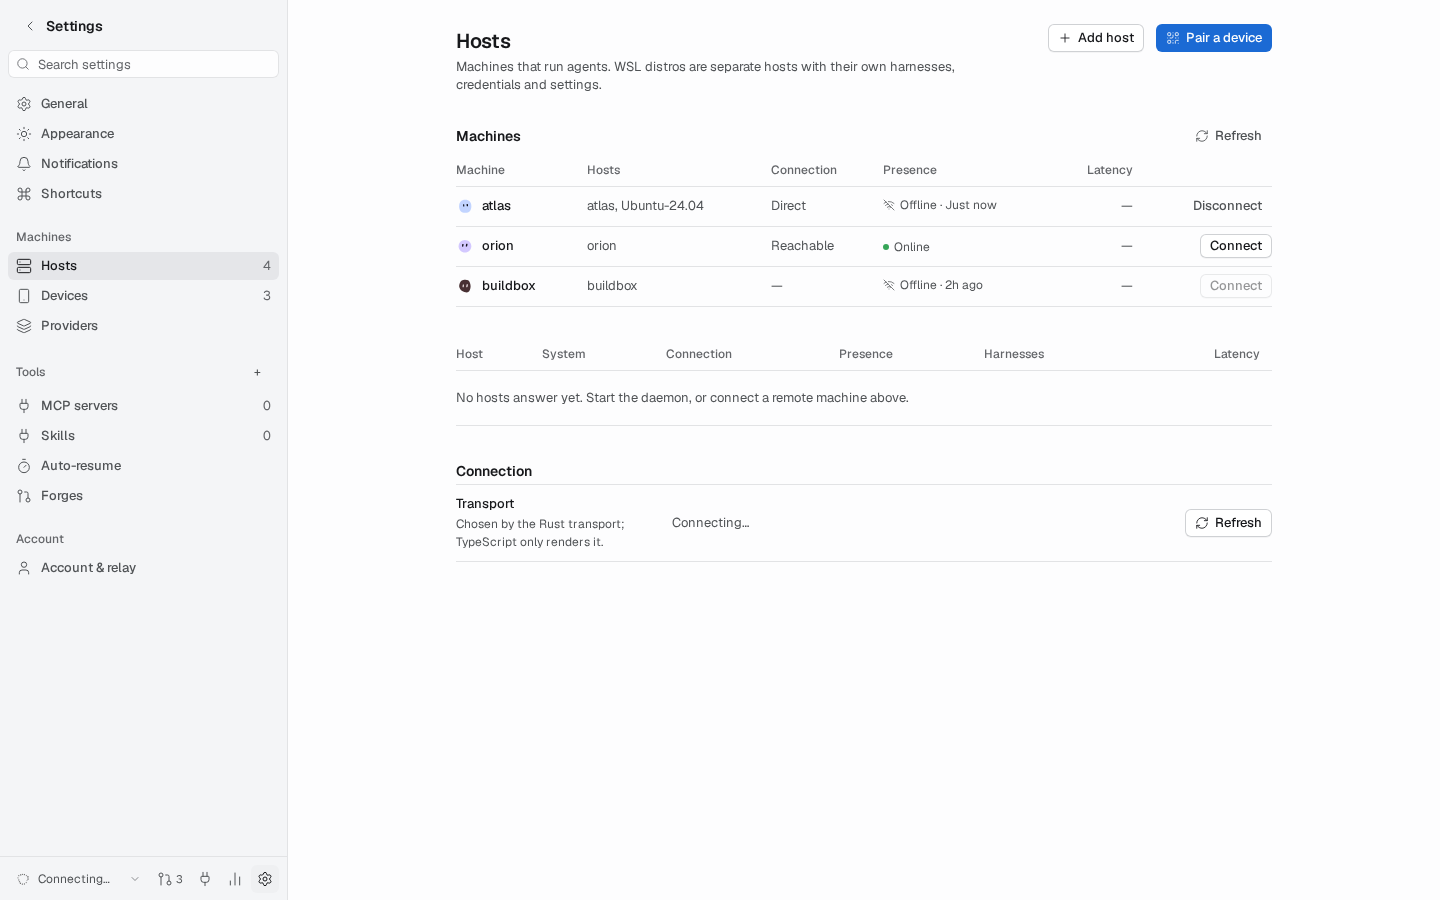 Settings
Search settings
General
Appearance
Notifications
Shortcuts
Machines
Hosts 4
Devices 3
Providers
Tools +
MCP servers 0
Skills 0
Auto-resume
Forges
Account
Account & relay
Connecting… 3
Hosts
Add host
Pair a device
Machines that run agents. WSL distros are separate hosts with their own harnesses,
credentials and settings.
Machines Refresh
Machine Hosts Connection Presence Latency
atlas atlas, Ubuntu-24.04 Direct Offline · Just now — Disconnect
orion orion Reachable Online — Connect
buildbox buildbox — Offline · 2h ago — Connect
Host System Connection Presence Harnesses Latency
No hosts answer yet. Start the daemon, or connect a remote machine above.
Connection
Transport
Chosen by the Rust transport;
TypeScript only renders it.
Connecting…
Refresh